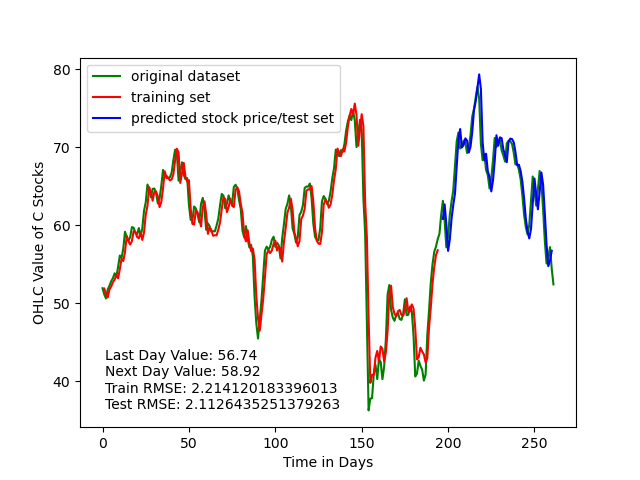 original dataset
training set
predicted stock price/test set
80
70
60
50
40
OHLC Value of C Stocks
Last Day Value: 56.74
Next Day Value: 58.92
Train RMSE: 2.214120183396013
Test RMSE: 2.1126435251379263
0 50 100 150 200 250
Time in Days